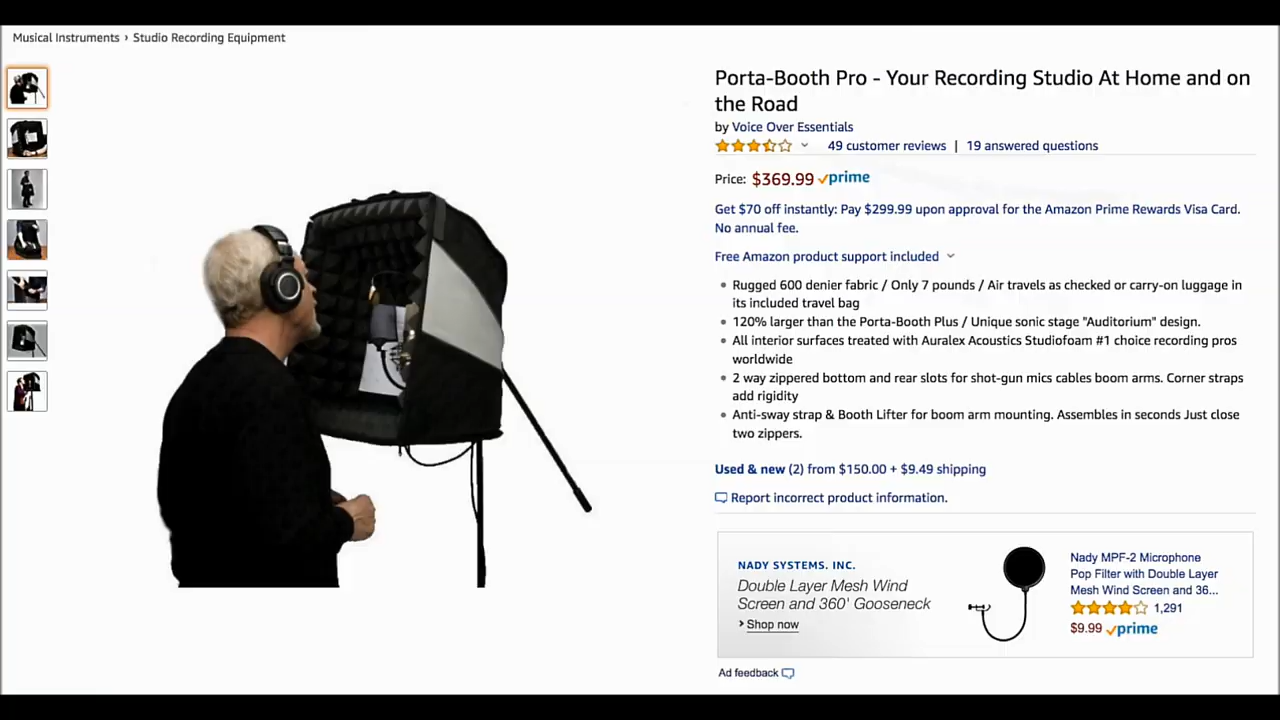 Musical Instruments › Studio Recording Equipment
Porta-Booth Pro - Your Recording Studio At Home and on
the Road
by Voice Over Essentials
49 customer reviews | 19 answered questions
Price: $369.99 prime
Get $70 off instantly: Pay $299.99 upon approval for the Amazon Prime Rewards Visa Card.
No annual fee.
Free Amazon product support included
Rugged 600 denier fabric / Only 7 pounds / Air travels as checked or carry-on luggage in
its included travel bag
120% larger than the Porta-Booth Plus / Unique sonic stage "Auditorium" design.
All interior surfaces treated with Auralex Acoustics Studiofoam #1 choice recording pros
worldwide
2 way zippered bottom and rear slots for shot-gun mics cables boom arms. Corner straps
add rigidity
Anti-sway strap & Booth Lifter for boom arm mounting. Assembles in seconds Just close
two zippers.
Used & new (2) from $150.00 + $9.49 shipping
Report incorrect product information.
NADY SYSTEMS, INC.
Double Layer Mesh Wind
Screen and 360' Gooseneck
› Shop now
Nady MPF-2 Microphone
Pop Filter with Double Layer
Mesh Wind Screen and 36...
1,291
$9.99 prime
Ad feedback